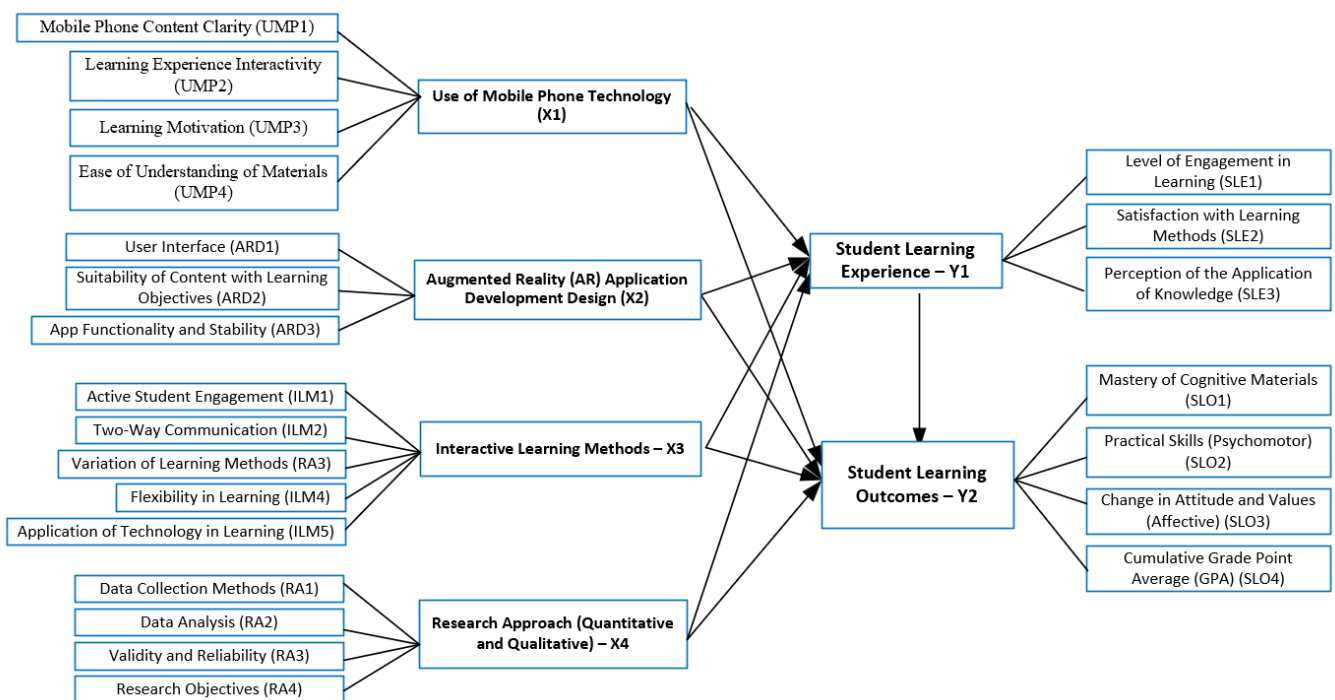 Mobile Phone Content Clarity (UMP1)
Learning Experience Interactivity
(UMP2)
Learning Motivation (UMP3)
Ease of Understanding of Materials
(UMP4)
User Interface (ARD1)
Suitability of Content with Learning
Objectives (ARD2)
App Functionality and Stability (ARD3)
Active Student Engagement (ILM1)
Two-Way Communication (ILM2)
Variation of Learning Methods (RA3)
Flexibility in Learning (ILM4)
Application of Technology in Learning (ILM5)
Data Collection Methods (RA1)
Data Analysis (RA2)
Validity and Reliability (RA3)
Research Objectives (RA4)
Use of Mobile Phone Technology
(X1)
Augmented Reality (AR) Application
Development Design (X2)
Interactive Learning Methods – X3
Research Approach (Quantitative
and Qualitative) – X4
Student Learning
Experience – Y1
Student Learning
Outcomes – Y2
Level of Engagement in
Learning (SLE1)
Satisfaction with Learning
Methods (SLE2)
Perception of the Application
of Knowledge (SLE3)
Mastery of Cognitive Materials
(SLO1)
Practical Skills (Psychomotor)
(SLO2)
Change in Attitude and Values
(Affective) (SLO3)
Cumulative Grade Point
Average (GPA) (SLO4)